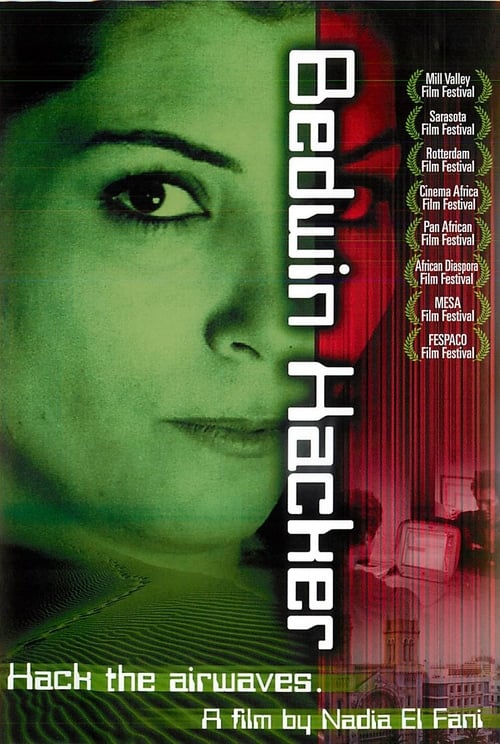 Bedwin Hacker
Mill Valley
Film Festival
Sarasota
Film Festival
Rotterdam
Film Festival
Cinema Africa
Film Festival
Pan African
Film Festival
African Diaspora
Film Festival
MESA
Film Festival
FESPACO
Film Festival
Hack the airwaves.
A film by Nadia El Fani